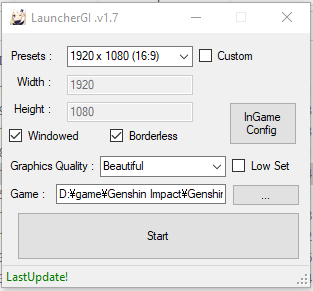 LauncherGI .v1.7
Presets : 1920 x 1080 (16:9) Custom
Width : 1920
Height : 1080
InGame
Config
Windowed Borderless
Graphics Quality : Beautiful Low Set
Game : D:¥game¥Genshin Impact¥Genshin ...
Start
LastUpdate!